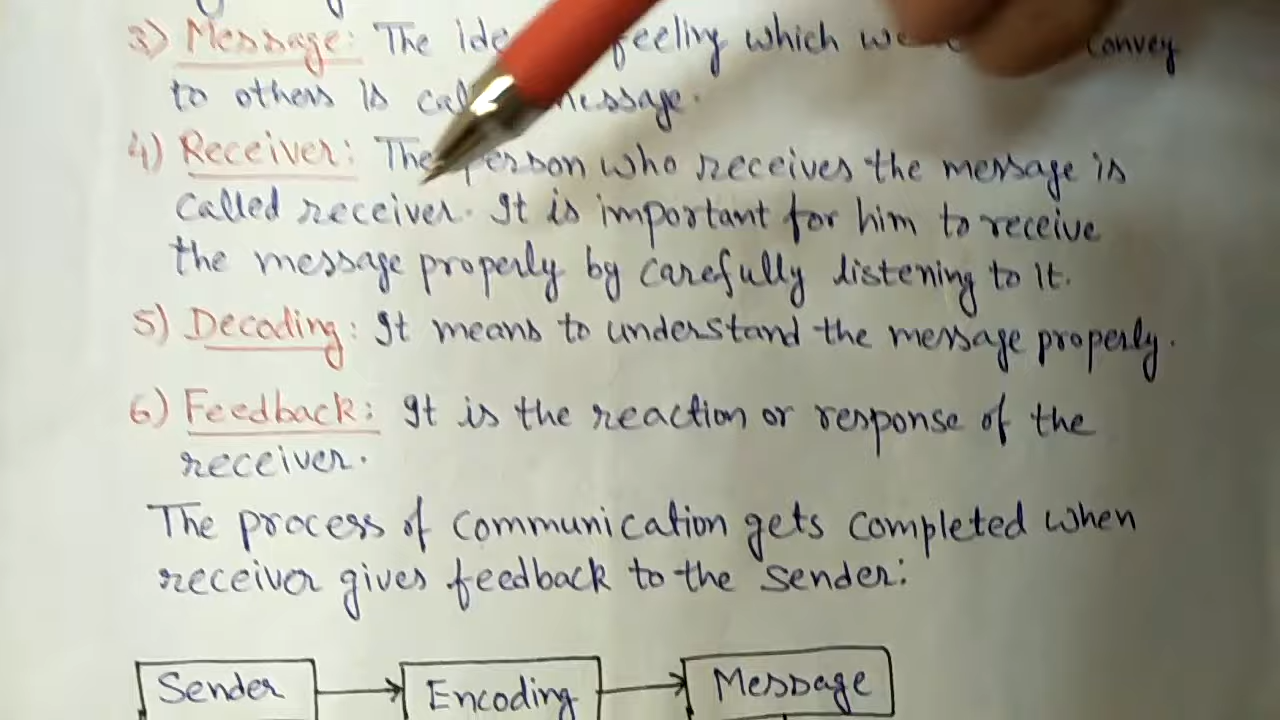 3) Message: The feeling which convey
to others is message.
4) Receiver: The person who receives the message is
called receiver. It is important for him to receive
the message properly by carefully listening to it.
5) Decoding: It means to understand the message properly.
6) Feedback: It is the reaction or response of the
receiver.
The process of communication gets completed when
receiver gives feedback to the sender:
Sender Encoding Message